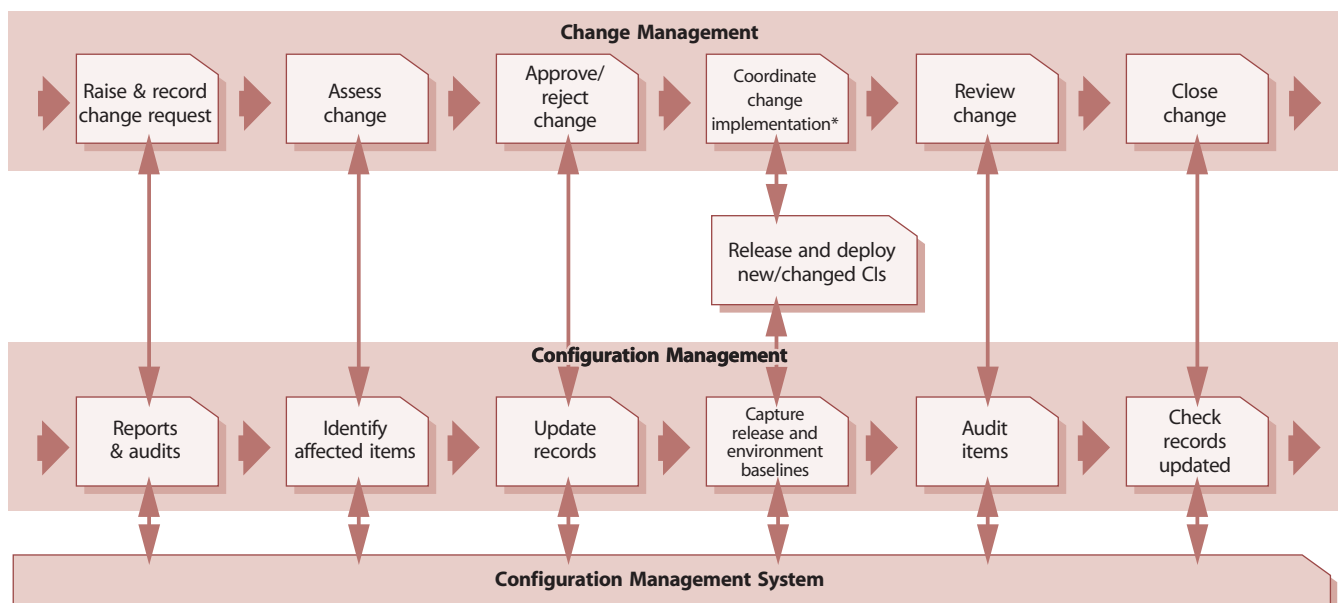 Change Management
Raise & record
change request
Assess
change
Approve/
reject
change
Coordinate
change
implementation*
Review
change
Close
change
Release and deploy
new/changed CIs
Configuration Management
Reports
& audits
Identify
affected items
Update
records
Capture
release and
environment
baselines
Audit
items
Check
records
updated
Configuration Management System